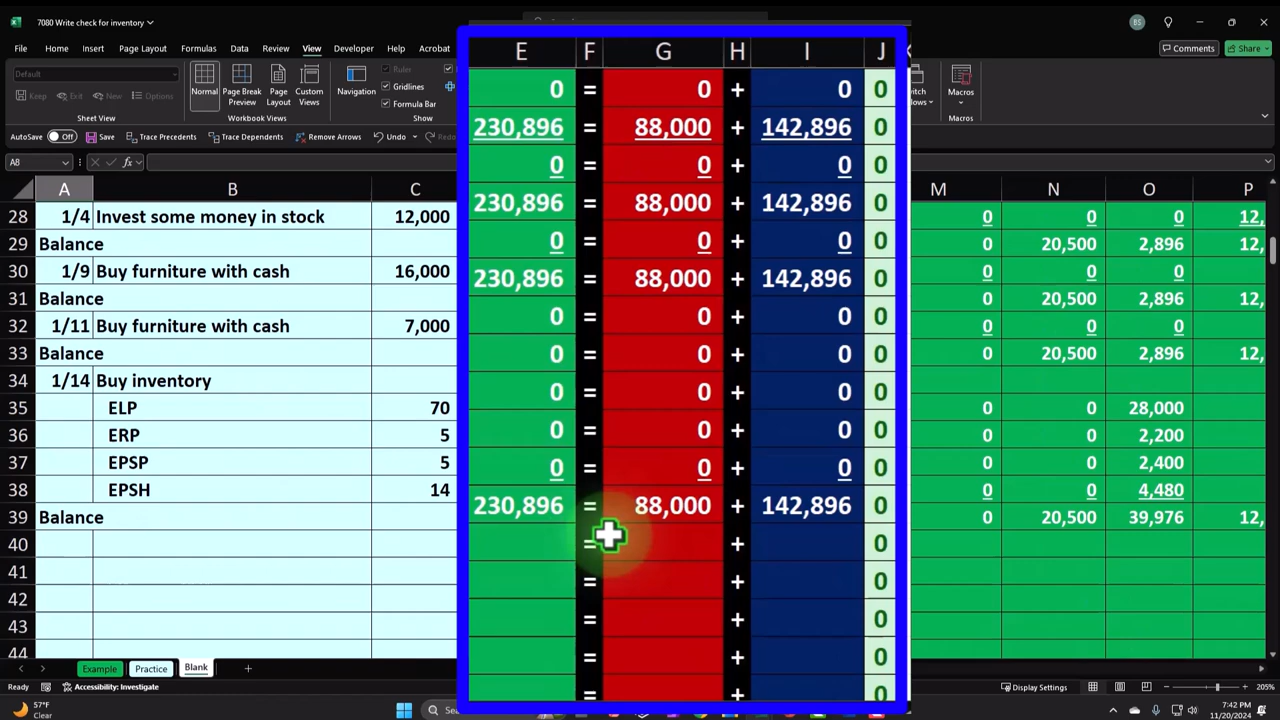 7080 Write check for inventory
BS
File Home Insert Page Layout Formulas Data Review View Developer Acrobat
Comments Share
Default
Keep Exit New Options
Sheet View
Normal Page Break Preview Page Layout Custom Views
Workbook Views
Navigation
Ruler
Gridlines
Formula Bar
Macros
Macros
AutoSave Off Save Trace Precedents Trace Dependents Remove Arrows Undo
A8 fx
A B C E F G H I J M N O P
28 1/4 Invest some money in stock 12,000
29 Balance
30 1/9 Buy furniture with cash 16,000
31 Balance
32 1/11 Buy furniture with cash 7,000
33 Balance
34 1/14 Buy inventory
35 ELP 70
36 ERP 5
37 EPSP 5
38 EPSH 14
39 Balance
40
41
42
43
44
0 = 0 + 0 0
230,896 = 88,000 + 142,896 0
0 = 0 + 0 0
230,896 = 88,000 + 142,896 0
0 = 0 + 0 0
230,896 = 88,000 + 142,896 0
0 = 0 + 0 0
0 = 0 + 0 0
0 = 0 + 0 0
0 = 0 + 0 0
0 = 0 + 0 0
230,896 = 88,000 + 142,896 0
= + 0
= + 0
= + 0
= + 0
= + 0
0 0 0 12,
0 20,500 2,896 12,
0 0 0
0 20,500 2,896 12,
0 0 0
0 20,500 2,896 12,
0 0 28,000
0 0 2,200
0 0 2,400
0 0 4,480
0 20,500 39,976 12,
Example Practice Blank +
Ready Accessibility: Investigate Display Settings 205%
57°F
Clear
7:42 PM
11/20/2024